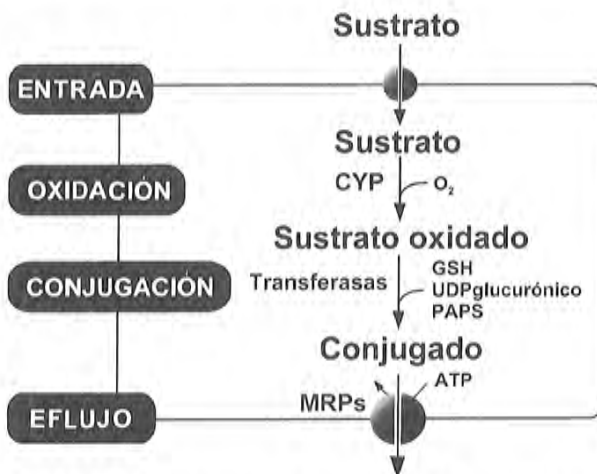 Sustrato
ENTRADA
Sustrato
CYP
O₂
OXIDACIÓN
Sustrato oxidado
CONJUGACIÓN
Transferasas
GSH
UDPglucurónico
PAPS
Conjugado
MRPs
ATP
EFLUJO